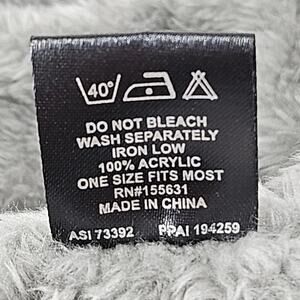 40°
DO NOT BLEACH
WASH SEPARATELY
IRON LOW
100% ACRYLIC
ONE SIZE FITS MOST
RN#155631
MADE IN CHINA
ASI 73392 PPAI 194259